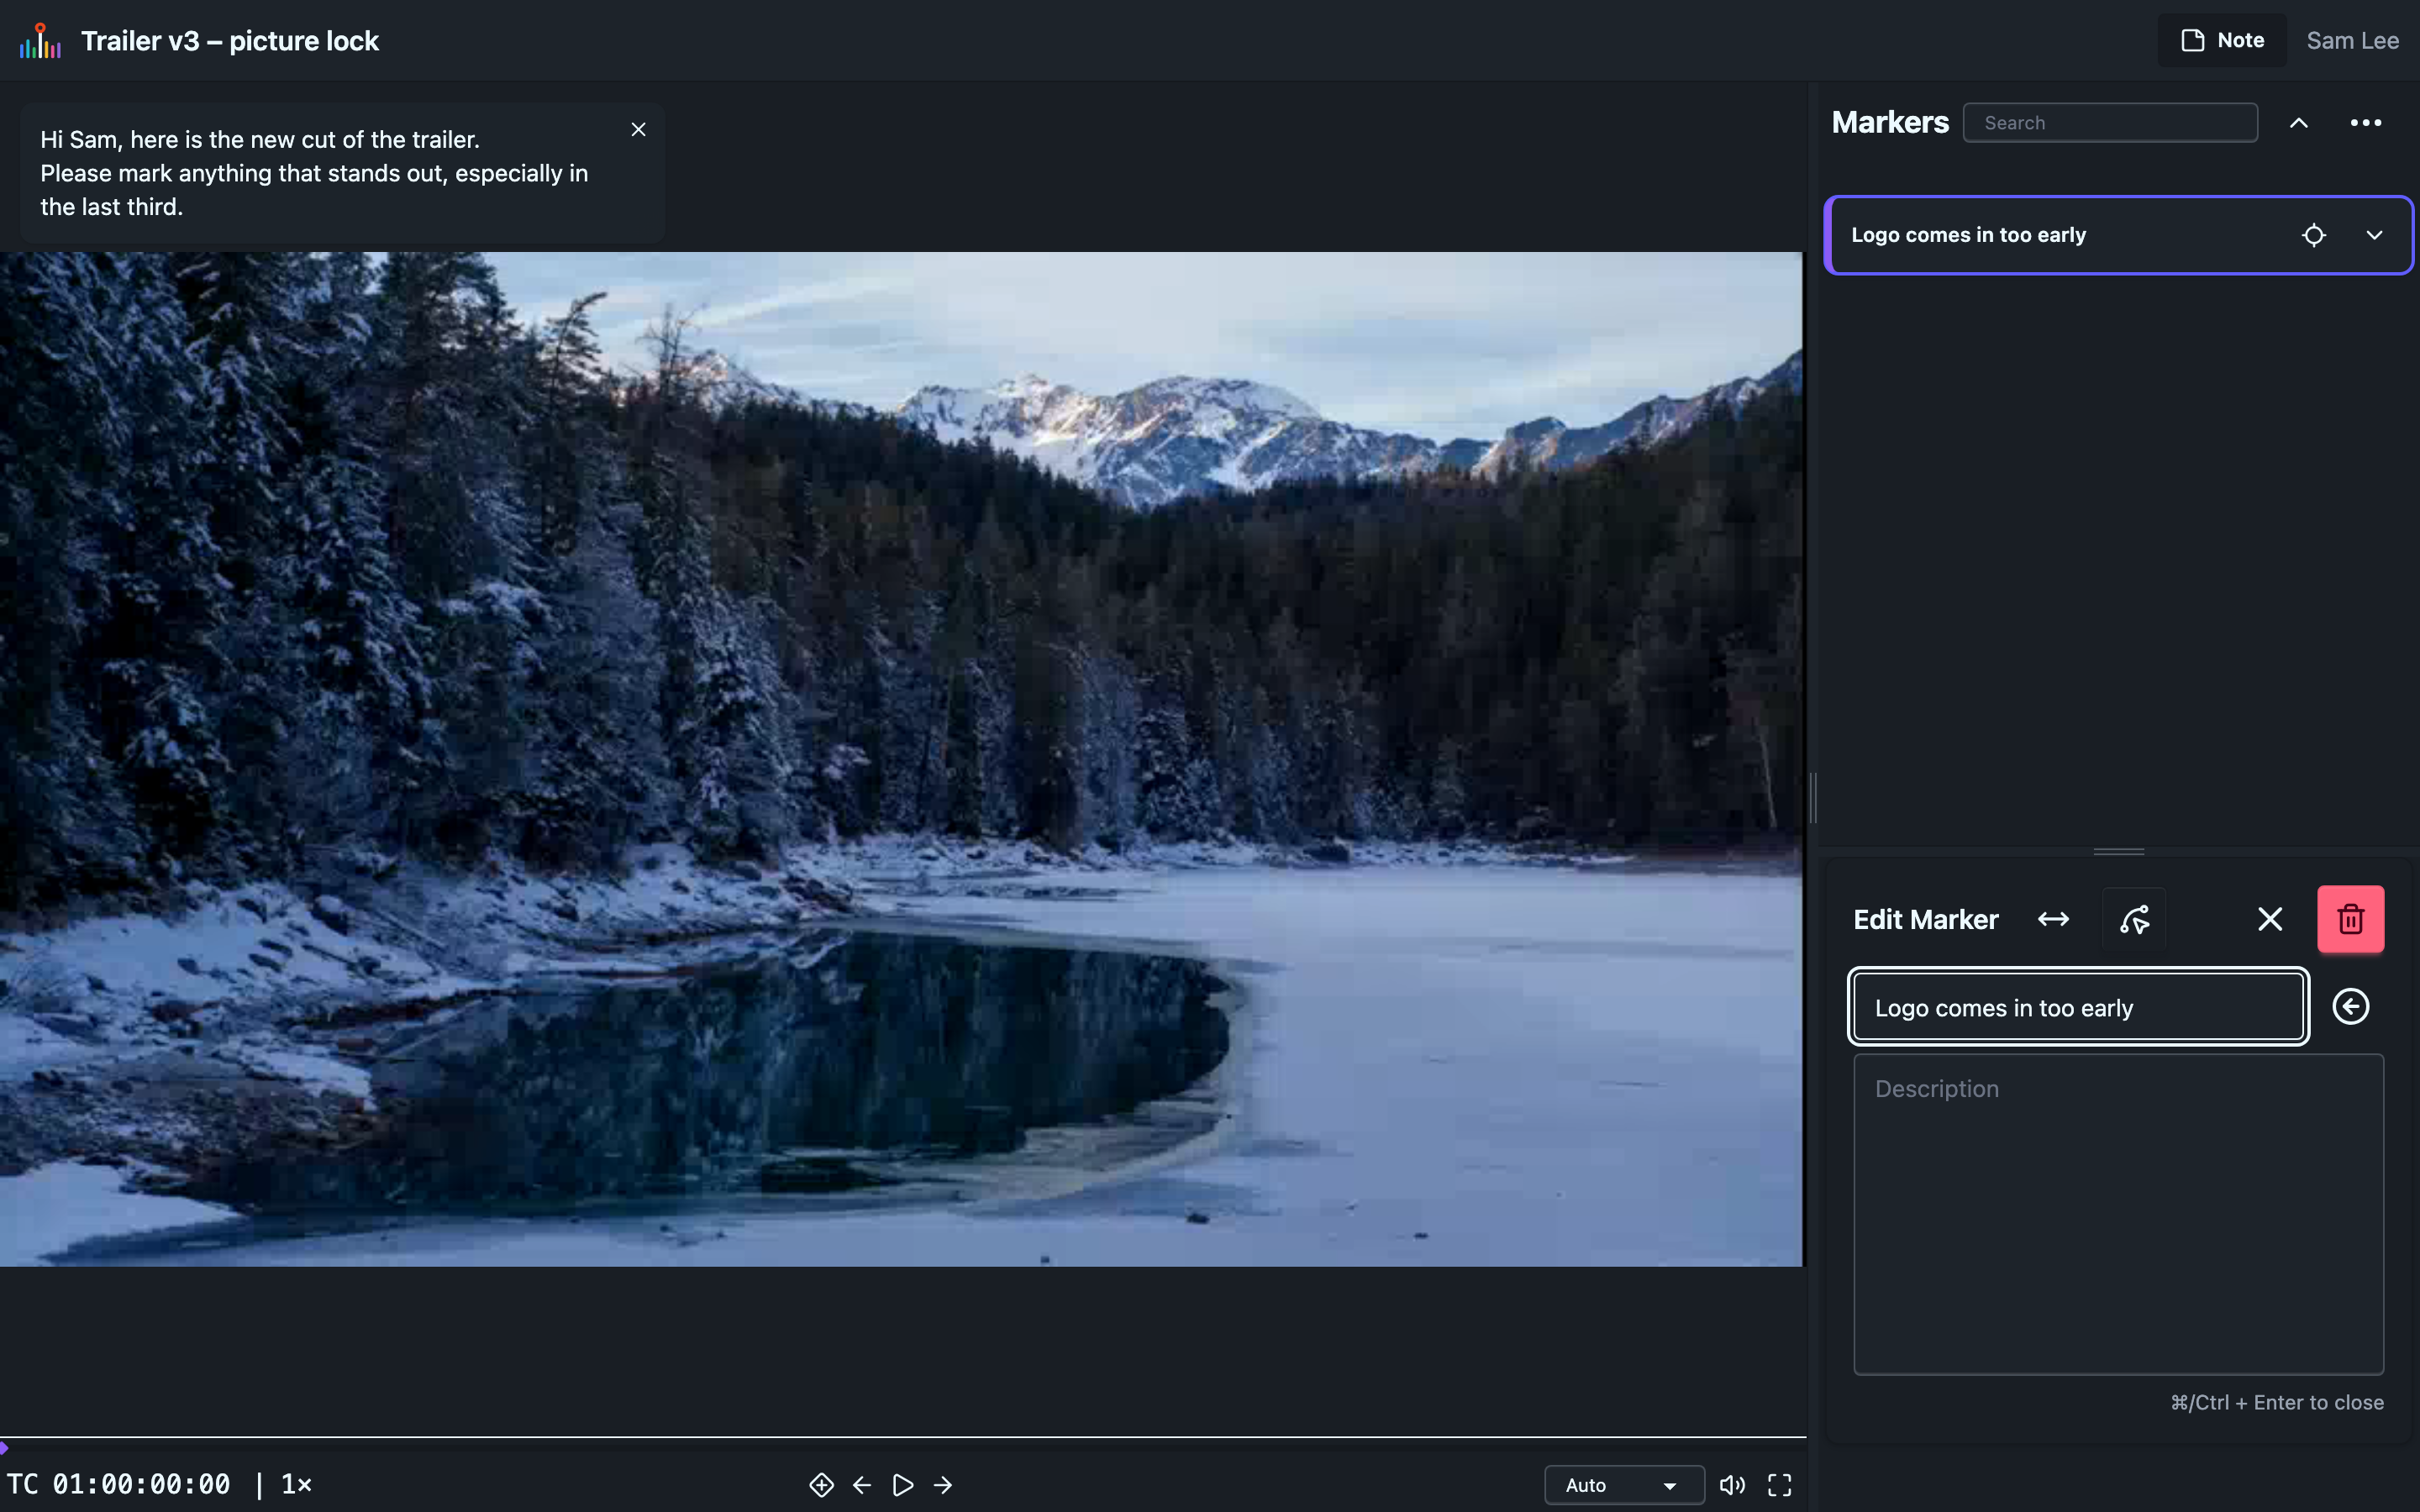 Trailer v3 – picture lock
Note
Sam Lee
Hi Sam, here is the new cut of the trailer.
Please mark anything that stands out, especially in
the last third.
Markers
Search
Logo comes in too early
Edit Marker
Logo comes in too early
Description
⌘/Ctrl + Enter to close
TC 01:00:00:00 | 1×
Auto